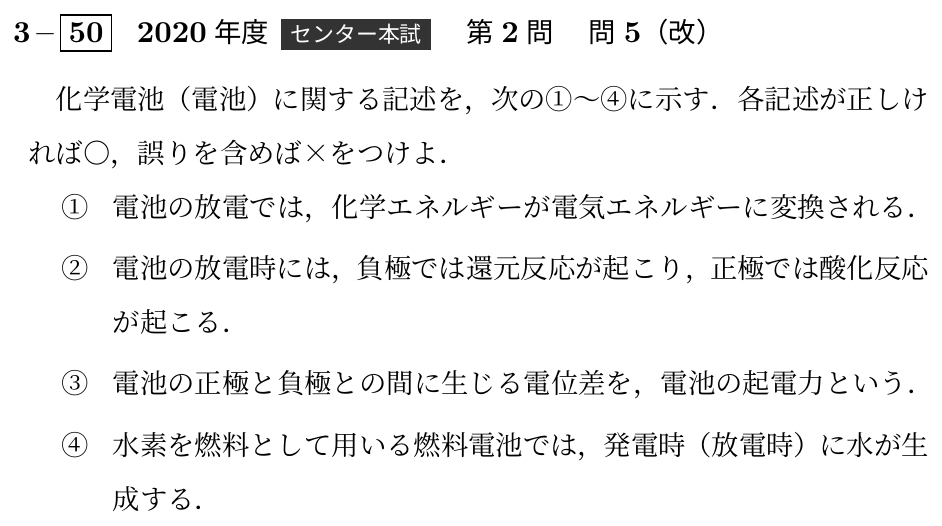 3－50 2020 年度 センター本試 第 2 問 問 5（改）
化学電池（電池）に関する記述を，次の①～④に示す．各記述が正しけ
れば○，誤りを含めば×をつけよ．
① 電池の放電では，化学エネルギーが電気エネルギーに変換される．
② 電池の放電時には，負極では還元反応が起こり，正極では酸化反応
が起こる．
③ 電池の正極と負極との間に生じる電位差を，電池の起電力という．
④ 水素を燃料として用いる燃料電池では，発電時（放電時）に水が生
成する．